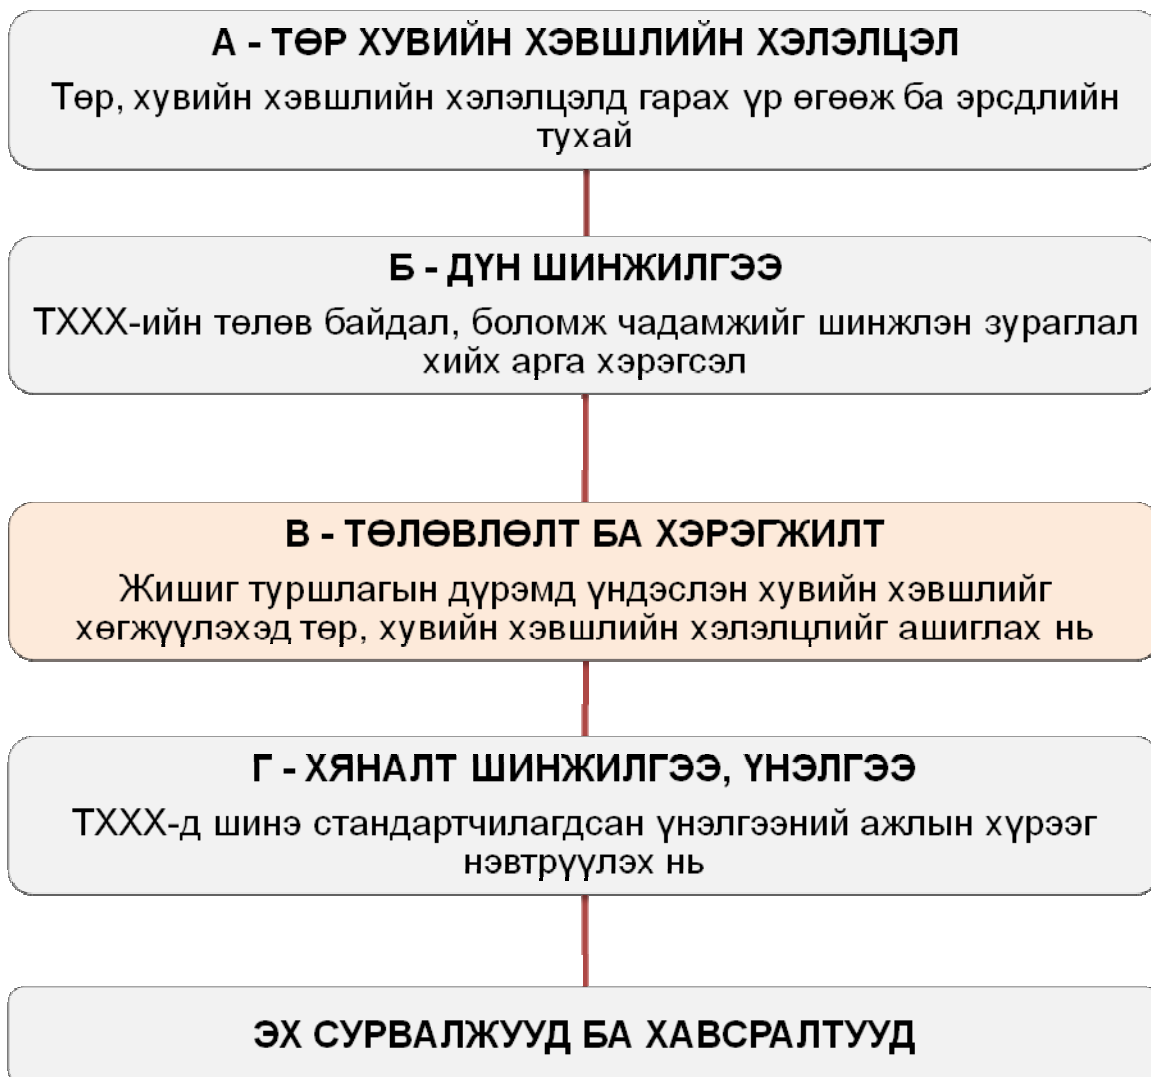 А - ТӨР ХУВИЙН ХЭВШЛИЙН ХЭЛЭЛЦЭЛ
Төр, хувийн хэвшлийн хэлэлцэлд гарах үр өгөөж ба эрсдлийн
тухай
Б - ДҮН ШИНЖИЛГЭЭ
ТХХХ-ийн төлөв байдал, боломж чадамжийг шинжлэн зураглал
хийх арга хэрэгсэл
В - ТӨЛӨВЛӨЛТ БА ХЭРЭГЖИЛТ
Жишиг туршлагын дүрэмд үндэслэн хувийн хэвшлийг
хөгжүүлэхэд төр, хувийн хэвшлийн хэлэлцлийг ашиглах нь
Г - ХЯНАЛТ ШИНЖИЛГЭЭ, ҮНЭЛГЭЭ
ТХХХ-д шинэ стандартчилагдсан үнэлгээний ажлын хүрээг
нэвтрүүлэх нь
ЭХ СУРВАЛЖУУД БА ХАВСРАЛТУУД